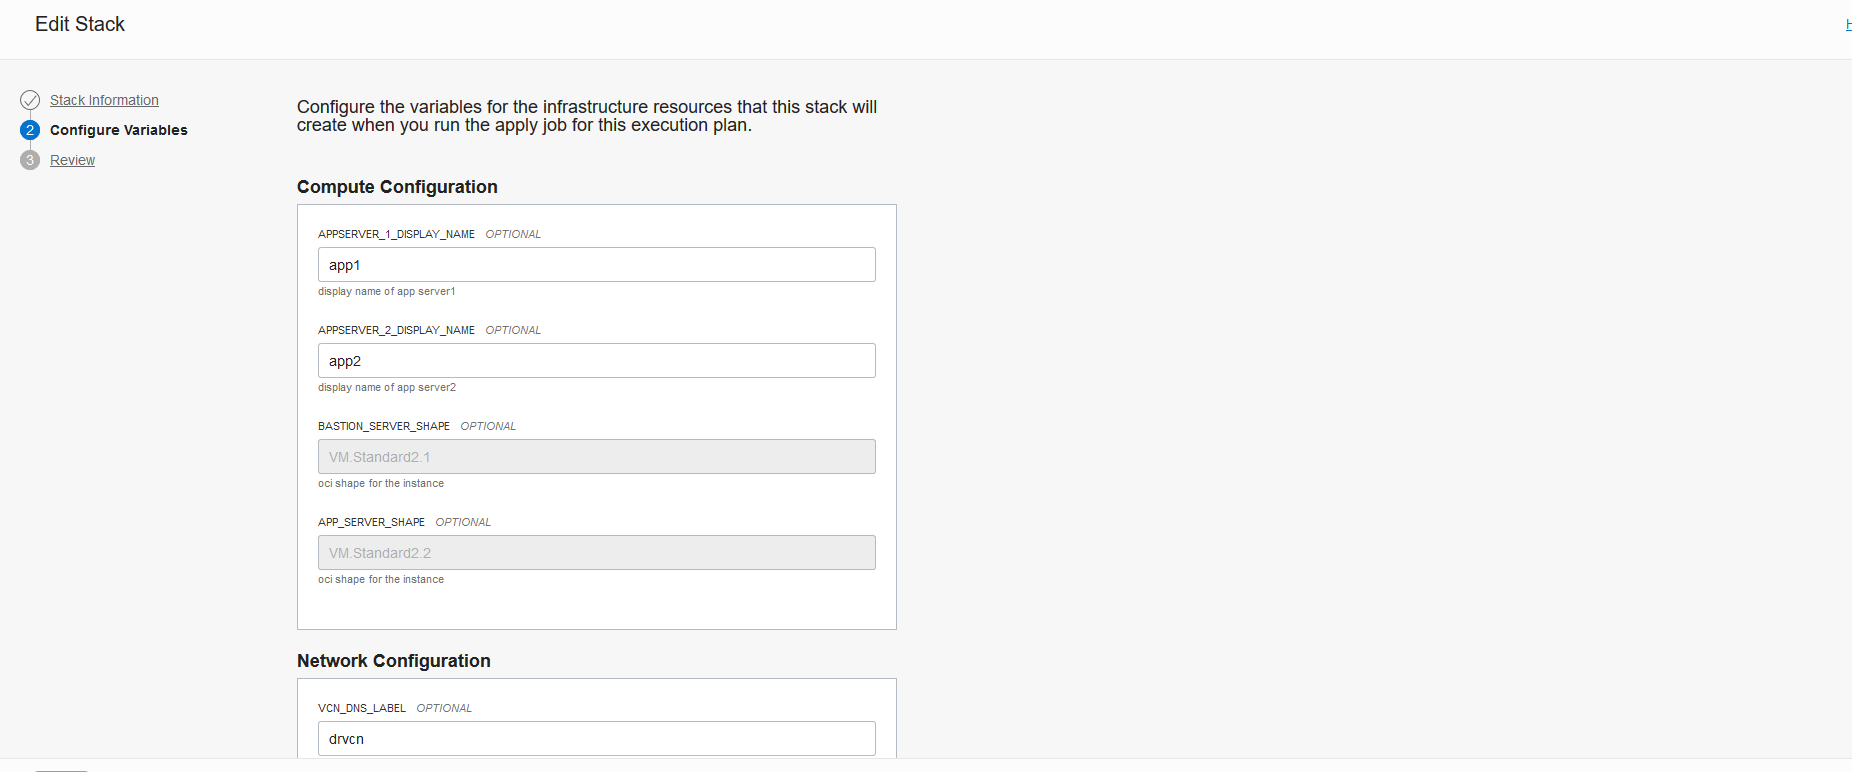 Edit Stack
H
Stack Information
2 Configure Variables
3 Review
Configure the variables for the infrastructure resources that this stack will
create when you run the apply job for this execution plan.
Compute Configuration
APPSERVER_1_DISPLAY_NAME OPTIONAL
app1
display name of app server1
APPSERVER_2_DISPLAY_NAME OPTIONAL
app2
display name of app server2
BASTION_SERVER_SHAPE OPTIONAL
VM.Standard2.1
oci shape for the instance
APP_SERVER_SHAPE OPTIONAL
VM.Standard2.2
oci shape for the instance
Network Configuration
VCN_DNS_LABEL OPTIONAL
drvcn